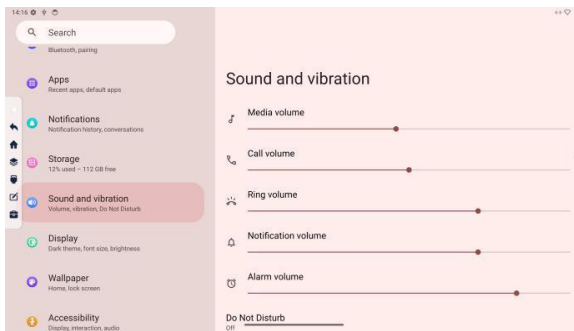 14:16
Search
Bluetooth, pairing
Apps
Recent apps, default apps
Notifications
Notification history, conversations
Storage
12% used – 112 GB free
Sound and vibration
Volume, vibration, Do Not Disturb
Display
Dark theme, font size, brightness
Wallpaper
Home, lock screen
Accessibility
Display, interaction, audio
Sound and vibration
Media volume
Call volume
Ring volume
Notification volume
Alarm volume
Do Not Disturb
Off